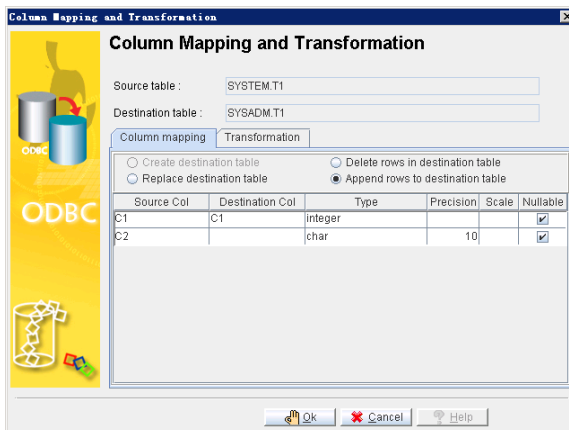 Column Mapping and Transformation
Column Mapping and Transformation
Source table : SYSTEM.T1
Destination table : SYSADM.T1
Column mapping Transformation
Create destination table Delete rows in destination table
Replace destination table Append rows to destination table
Source Col Destination Col Type Precision Scale Nullable
C1 C1 integer
C2 char 10
ODBC
ODBC
Ok Cancel Help